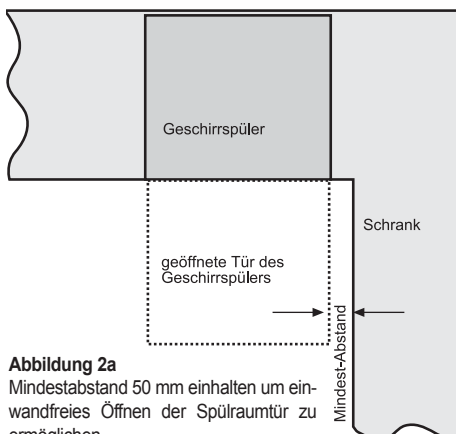 Geschirrspüler
Schrank
geöffnete Tür des
Geschirrspülers
Mindest-Abstand
Abbildung 2a
Mindestabstand 50 mm einhalten um ein-
wandfreies Öffnen der Spülraumtür zu
ermöglichen